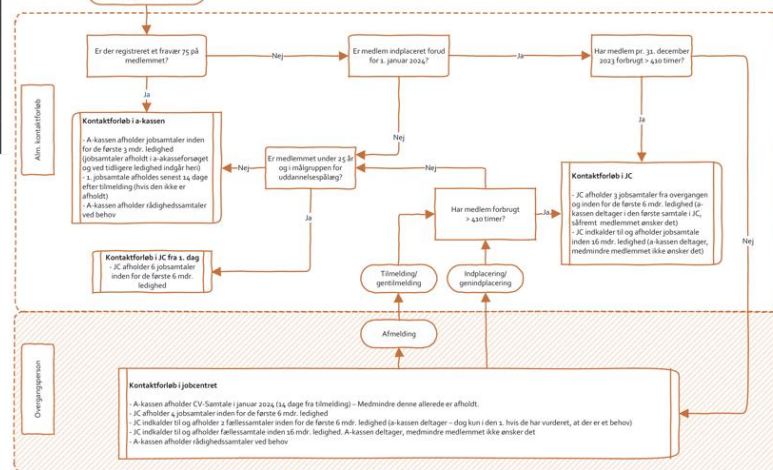 Er der registreret et fravær 75 på
medlemmet?
Nej
Er medlem indplaceret forud
for 1. januar 2024?
Ja
Har medlem pr. 31. december
2023 forbrugt > 410 timer?
Ja
Nej
Ja
Nej
Alm. kontaktforløb
Kontaktforløb i a-kassen
- A-kassen afholder jobsamtaler inden
for de første 3 mdr. ledighed
(jobsamtaler afholdt i a-akasseforsøget
og ved tidligere ledighed indgår heri)
- 1. jobsamtale afholdes senest 14 dage
efter tilmelding (hvis den ikke er
afholdt)
- A-kassen afholder rådighedssamtaler
ved behov
Nej
Er medlemmet under 25 år
og i målgruppen for
uddannelsespålæg?
Nej
Ja
Har medlem forbrugt
> 410 timer?
Ja
Kontaktforløb i JC
- JC afholder 3 jobsamtaler fra overgangen
og inden for de første 6 mdr. ledighed (a-
kassen deltager i den første samtale i JC,
såfremt medlemmet ønsker det)
- JC indkalder til og afholder jobsamtale
inden 16 mdr. ledighed (a-kassen deltager,
medmindre medlemmet ikke ønsker det)
Kontaktforløb i JC fra 1. dag
- JC afholder 6 jobsamtaler
inden for de første 6 mdr.
ledighed
Tilmelding/
gentilmelding
Indplacering/
genindplacering
Afmelding
Overgangsperson
Kontaktforløb i jobcentret
- A-kassen afholder CV-Samtale i januar 2024 (14 dage fra tilmelding) – Medmindre denne allerede er afholdt.
- JC afholder 4 jobsamtaler inden for de første 6 mdr. ledighed
- JC indkalder til og afholder 2 fællessamtaler inden for de første 6 mdr. ledighed (a-kassen deltager – dog kun i den 1. hvis de har vurderet, at der er et behov)
- JC indkalder til og afholder fællessamtale inden 16 mdr. ledighed. A-kassen deltager, medmindre medlemmet ikke ønsker det
- A-kassen afholder rådighedssamtaler ved behov